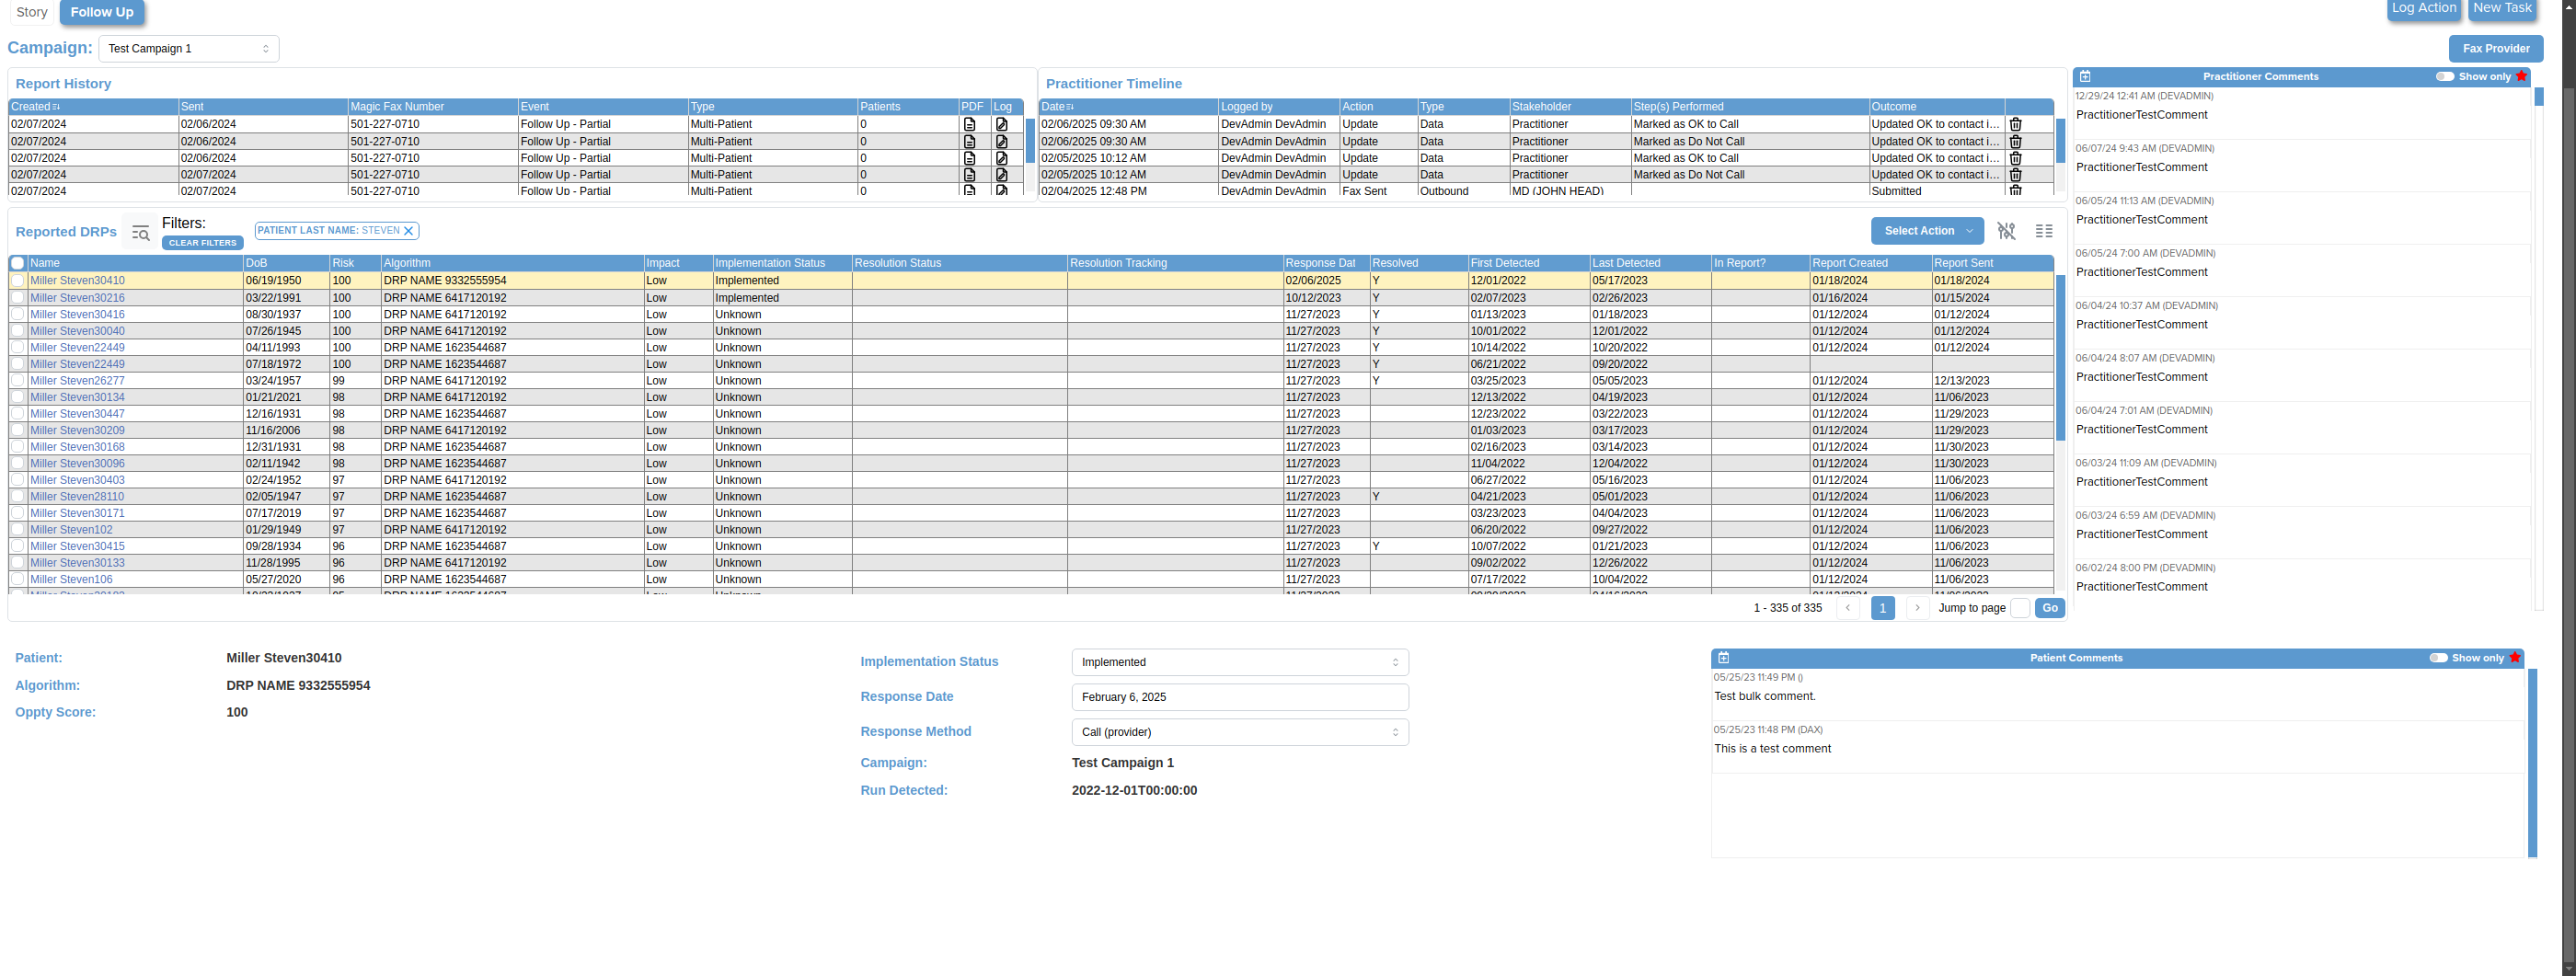 Story Follow Up Log Action New Task
Campaign: Test Campaign 1 Fax Provider
Report History
Created Sent Magic Fax Number Event Type Patients PDF Log
02/07/2024 02/06/2024 501-227-0710 Follow Up - Partial Multi-Patient 0
02/07/2024 02/06/2024 501-227-0710 Follow Up - Partial Multi-Patient 0
02/07/2024 02/06/2024 501-227-0710 Follow Up - Partial Multi-Patient 0
02/07/2024 02/07/2024 501-227-0710 Follow Up - Partial Multi-Patient 0
02/07/2024 02/07/2024 501-227-0710 Follow Up - Partial Multi-Patient 0
Practitioner Timeline
Date Logged by Action Type Stakeholder Step(s) Performed Outcome
02/06/2025 09:30 AM DevAdmin DevAdmin Update Data Practitioner Marked as OK to Call Updated OK to contact i...
02/06/2025 09:30 AM DevAdmin DevAdmin Update Data Practitioner Marked as Do Not Call Updated OK to contact i...
02/05/2025 10:12 AM DevAdmin DevAdmin Update Data Practitioner Marked as OK to Call Updated OK to contact i...
02/05/2025 10:12 AM DevAdmin DevAdmin Update Data Practitioner Marked as Do Not Call Updated OK to contact i...
02/04/2025 12:48 PM DevAdmin DevAdmin Fax Sent Outbound MD (JOHN HEAD) Submitted
Practitioner Comments Show only
12/29/24 12:41 AM (DEVADMIN)
PractitionerTestComment
06/07/24 9:43 AM (DEVADMIN)
PractitionerTestComment
06/05/24 11:13 AM (DEVADMIN)
PractitionerTestComment
06/05/24 7:00 AM (DEVADMIN)
PractitionerTestComment
06/04/24 10:37 AM (DEVADMIN)
PractitionerTestComment
06/04/24 8:07 AM (DEVADMIN)
PractitionerTestComment
06/04/24 7:01 AM (DEVADMIN)
PractitionerTestComment
06/03/24 11:09 AM (DEVADMIN)
PractitionerTestComment
06/03/24 6:59 AM (DEVADMIN)
PractitionerTestComment
06/02/24 8:00 PM (DEVADMIN)
PractitionerTestComment
Reported DRPs Filters: CLEAR FILTERS PATIENT LAST NAME: STEVEN Select Action
Name DoB Risk Algorithm Impact Implementation Status Resolution Status Resolution Tracking Response Dat Resolved First Detected Last Detected In Report? Report Created Report Sent
Miller Steven30410 06/19/1950 100 DRP NAME 9332555954 Low Implemented 02/06/2025 Y 12/01/2022 05/17/2023 01/18/2024 01/18/2024
Miller Steven30216 03/22/1991 100 DRP NAME 6417120192 Low Implemented 10/12/2023 Y 02/07/2023 02/26/2023 01/16/2024 01/15/2024
Miller Steven30416 08/30/1937 100 DRP NAME 6417120192 Low Unknown 11/27/2023 Y 01/13/2023 01/18/2023 01/12/2024 01/12/2024
Miller Steven30040 07/26/1945 100 DRP NAME 6417120192 Low Unknown 11/27/2023 Y 10/01/2022 12/01/2022 01/12/2024 01/12/2024
Miller Steven22449 04/11/1993 100 DRP NAME 1623544687 Low Unknown 11/27/2023 Y 10/14/2022 10/20/2022 01/12/2024 01/12/2024
Miller Steven22449 07/18/1972 100 DRP NAME 1623544687 Low Unknown 11/27/2023 Y 06/21/2022 09/20/2022
Miller Steven26277 03/24/1957 99 DRP NAME 6417120192 Low Unknown 11/27/2023 Y 03/25/2023 05/05/2023 01/12/2024 12/13/2023
Miller Steven30134 01/21/2021 98 DRP NAME 6417120192 Low Unknown 11/27/2023 12/13/2022 04/19/2023 01/12/2024 11/06/2023
Miller Steven30447 12/16/1931 98 DRP NAME 1623544687 Low Unknown 11/27/2023 12/23/2022 03/22/2023 01/12/2024 11/29/2023
Miller Steven30209 11/16/2006 98 DRP NAME 6417120192 Low Unknown 11/27/2023 01/03/2023 03/17/2023 01/12/2024 11/29/2023
Miller Steven30168 12/31/1931 98 DRP NAME 1623544687 Low Unknown 11/27/2023 02/16/2023 03/14/2023 01/12/2024 11/30/2023
Miller Steven30096 02/11/1942 98 DRP NAME 1623544687 Low Unknown 11/27/2023 11/04/2022 12/04/2022 01/12/2024 11/30/2023
Miller Steven30403 02/24/1952 97 DRP NAME 6417120192 Low Unknown 11/27/2023 06/27/2022 05/16/2023 01/12/2024 11/06/2023
Miller Steven28110 02/05/1947 97 DRP NAME 1623544687 Low Unknown 11/27/2023 Y 04/21/2023 05/01/2023 01/12/2024 11/06/2023
Miller Steven30171 07/17/2019 97 DRP NAME 1623544687 Low Unknown 11/27/2023 03/23/2023 04/04/2023 01/12/2024 11/06/2023
Miller Steven102 01/29/1949 97 DRP NAME 6417120192 Low Unknown 11/27/2023 06/20/2022 09/27/2022 01/12/2024 11/06/2023
Miller Steven30415 09/28/1934 96 DRP NAME 1623544687 Low Unknown 11/27/2023 Y 10/07/2022 01/21/2023 01/12/2024 11/06/2023
Miller Steven30133 11/28/1995 96 DRP NAME 6417120192 Low Unknown 11/27/2023 09/02/2022 12/26/2022 01/12/2024 11/06/2023
Miller Steven106 05/27/2020 96 DRP NAME 1623544687 Low Unknown 11/27/2023 07/17/2022 10/04/2022 01/12/2024 11/06/2023
1 - 335 of 335 1 Jump to page Go
Patient: Miller Steven30410
Algorithm: DRP NAME 9332555954
Oppty Score: 100
Implementation Status Implemented
Response Date February 6, 2025
Response Method Call (provider)
Campaign: Test Campaign 1
Run Detected: 2022-12-01T00:00:00
Patient Comments Show only
05/25/23 11:49 PM ()
Test bulk comment.
05/25/23 11:48 PM (DAX)
This is a test comment